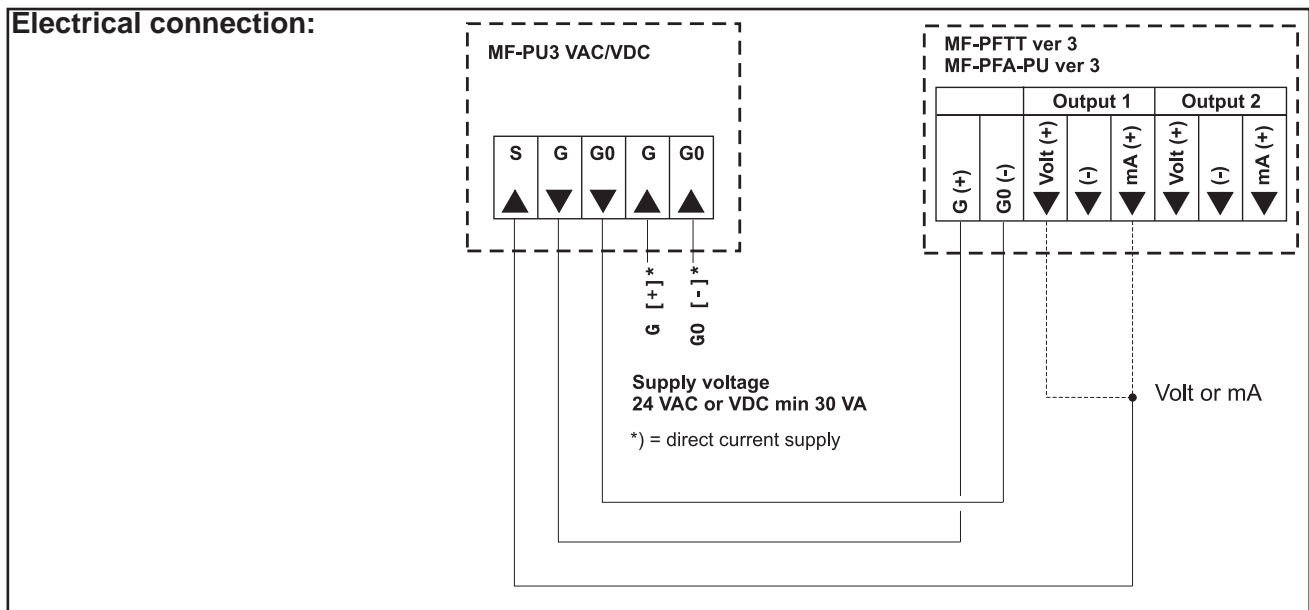 Electrical connection:
MF-PU3 VAC/VDC
S G G0 G G0
G [+]*
G0 [-]*
Supply voltage
24 VAC or VDC min 30 VA
*) = direct current supply
MF-PFTT ver 3
MF-PFA-PU ver 3
Output 1 Output 2
G (+)
G0 (-)
Volt (+)
(-)
mA (+)
Volt (+)
(-)
mA (+)
Volt or mA